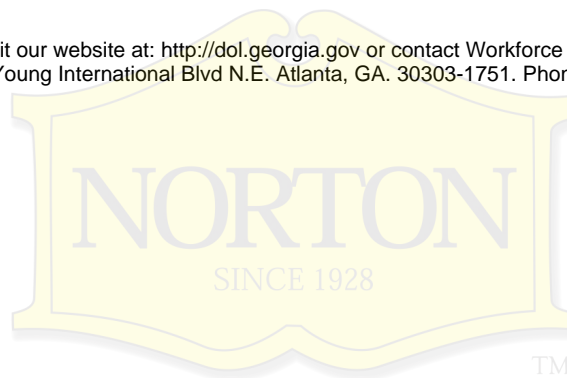 it our website at: http://dol.georgia.gov or contact Workforce
Young International Blvd N.E. Atlanta, GA. 30303-1751. Phon
NORTON
SINCE 1928
TM